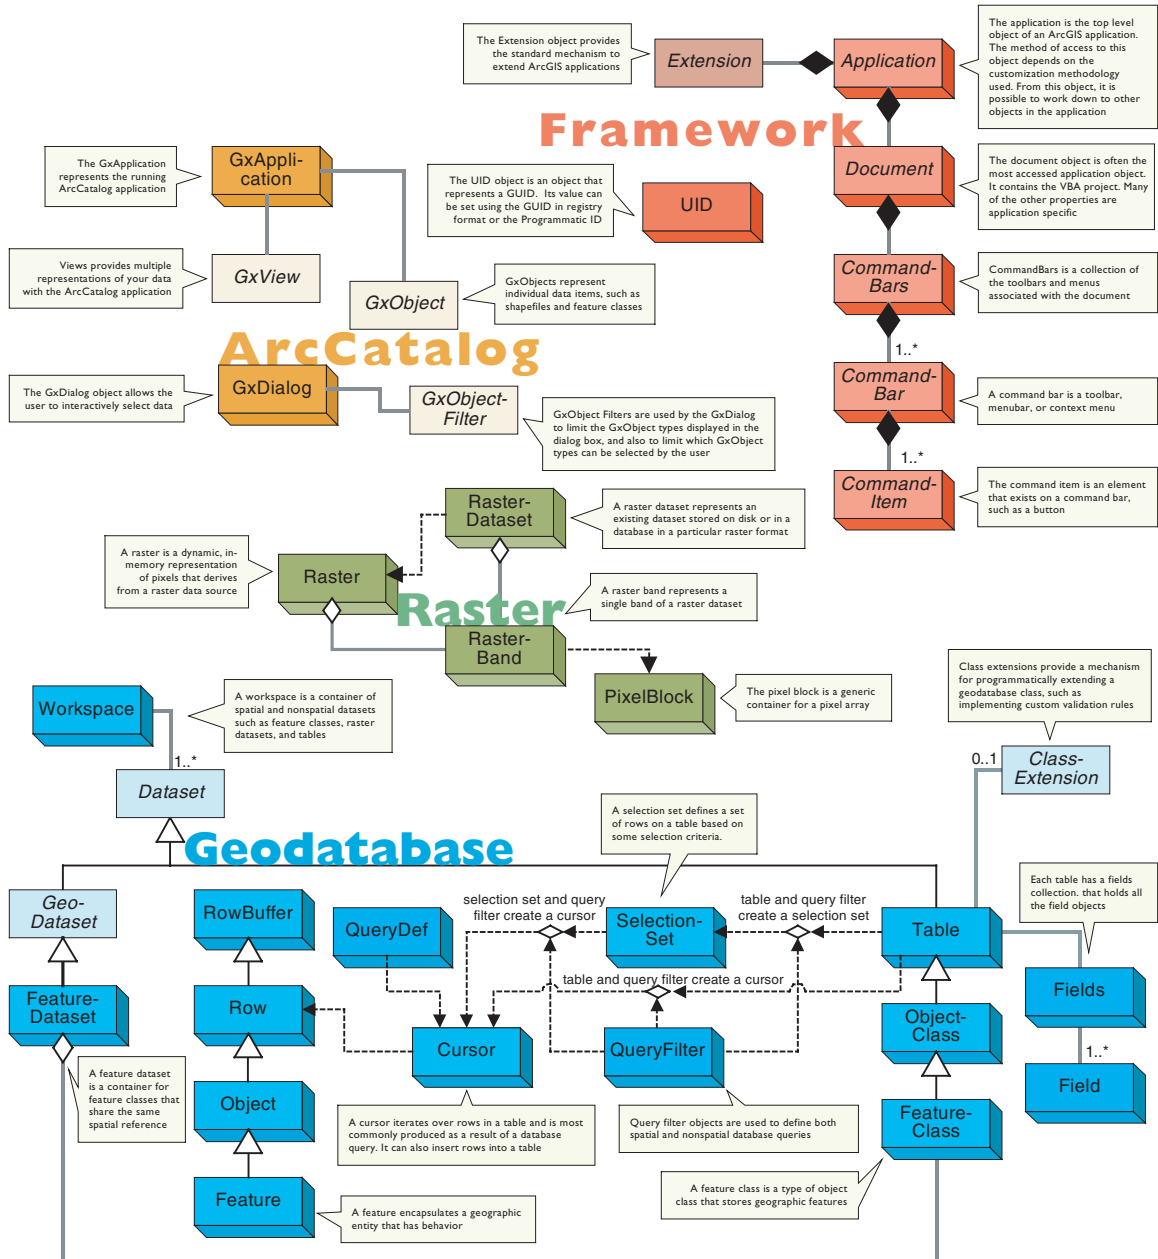 The Extension object provides
the standard mechanism to
extend ArcGIS applications
Extension
Application
The application is the top level
object of an ArcGIS application.
The method of access to this
object depends on the
customization methodology
used. From this object, it is
possible to work down to other
objects in the application
Framework
The GxApplication
represents the running
ArcCatalog application
GxAppli-
cation
The UID object is an object that
represents a GUID. Its value can
be set using the GUID in registry
format or the Programmatic ID
UID
Document
The document object is often the
most accessed application object.
It contains the VBA project. Many
of the other properties are
application specific
Views provides multiple
representations of your data
with the ArcCatalog application
GxView
GxObject
GxObjects represent
individual data items, such as
shapefiles and feature classes
Command-
Bars
CommandBars is a collection of
the toolbars and menus
associated with the document
ArcCatalog
1..*
The GxDialog object allows the
user to interactively select data
GxDialog
GxObject-
Filter
GxObject Filters are used by the GxDialog
to limit the GxObject types displayed in the
dialog box, and also to limit which GxObject
types can be selected by the user
Command-
Bar
A command bar is a toolbar,
menubar, or context menu
1..*
Command-
Item
The command item is an element
that exists on a command bar,
such as a button
Raster-
Dataset
A raster dataset represents an
existing dataset stored on disk or in a
database in a particular raster format
A raster is a dynamic, in-
memory representation
of pixels that derives
from a raster data source
Raster
A raster band represents a
single band of a raster dataset
Raster
Raster-
Band
PixelBlock
The pixel block is a generic
container for a pixel array
Class extensions provide a mechanism
for programmatically extending a
geodatabase class, such as
implementing custom validation rules
Workspace
A workspace is a container of
spatial and nonspatial datasets
such as feature classes, raster
datasets, and tables
1..*
Dataset
0..1
Class-
Extension
A selection set defines a set
of rows on a table based on
some selection criteria.
Geodatabase
Geo-
Dataset
RowBuffer
QueryDef
selection set and query
filter create a cursor
Selection-
Set
table and query filter
create a selection set
Table
Each table has a fields
collection. that holds all
the field objects
table and query filter create a cursor
Feature-
Dataset
Row
Fields
Cursor
QueryFilter
Object-
Class
1..*
Field
A feature dataset
is a container for
feature classes that
share the same
spatial reference
Object
A cursor iterates over rows in a table and is most
commonly produced as a result of a database
query. It can also insert rows into a table
Query filter objects are used to define both
spatial and nonspatial database queries
Feature-
Class
Feature
A feature encapsulates a geographic
entity that has behavior
A feature class is a type of object
class that stores geographic features